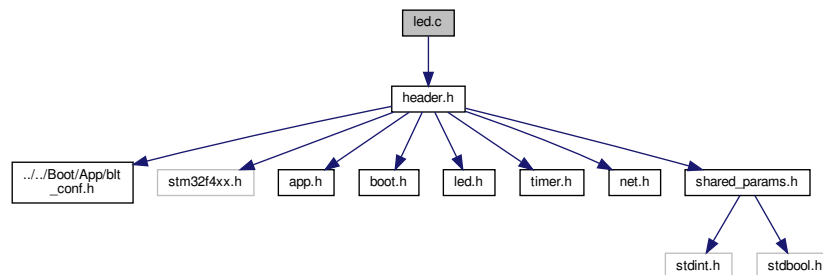 led.c
header.h
../../Boot/App/blt
_conf.h
stm32f4xx.h
app.h
boot.h
led.h
timer.h
net.h
shared_params.h
stdint.h
stdbool.h